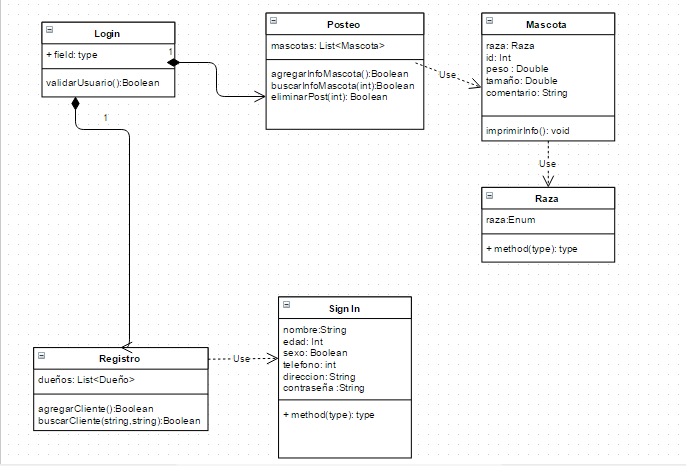 Login
+ field: type
validarUsuario():Boolean
1
1
Posteo
mascotas: List<Mascota>
agregarInfoMascota():Boolean
buscarInfoMascota(int):Boolean
eliminarPost(int): Boolean
Use
Mascota
raza: Raza
id: Int
peso : Double
tamaño: Double
comentario: String
imprimirInfo(): void
Use
Raza
raza:Enum
+ method(type): type
Registro
dueños: List<Dueño>
agregarCliente():Boolean
buscarCliente(string,string):Boolean
Use
Sign In
nombre:String
edad: Int
sexo: Boolean
telefono: int
direccion: String
contraseña :String
+ method(type): type